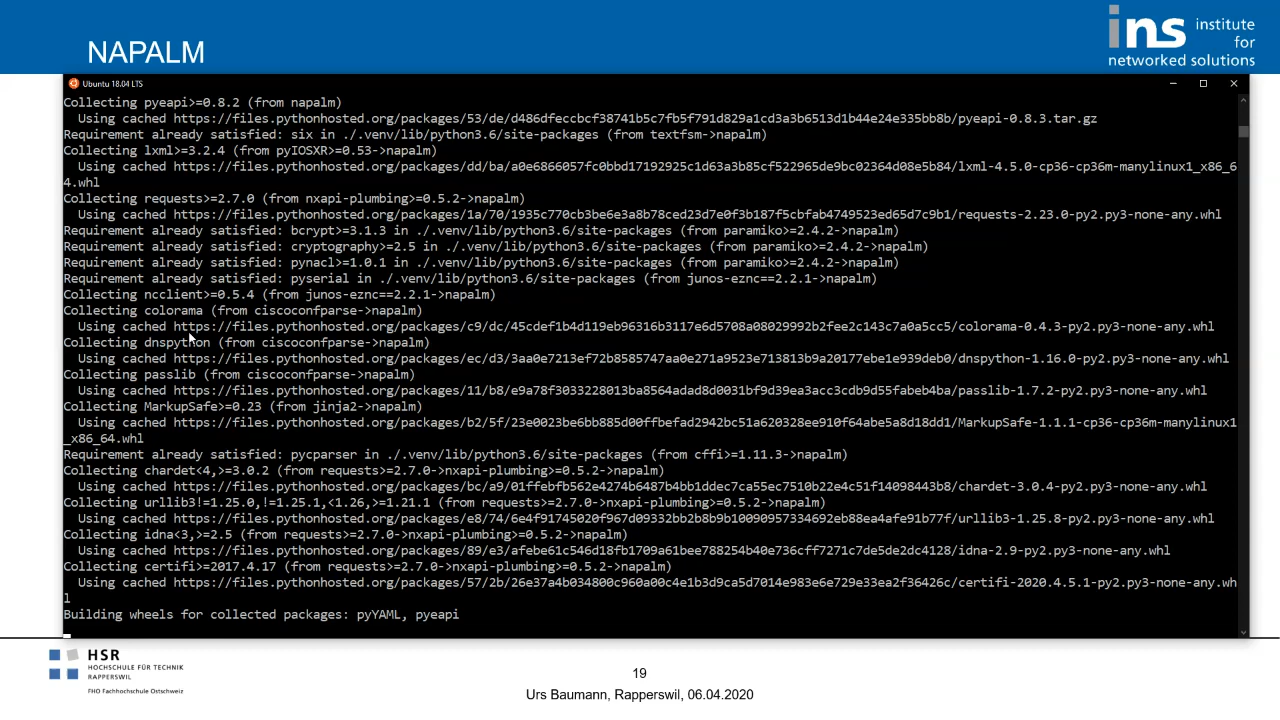 NAPALM
ins institute
for
networked solutions
Ubuntu 18.04 LTS
Collecting pyeapi>=0.8.2 (from napalm)
Using cached https://files.pythonhosted.org/packages/53/de/d486dfeccbcf38741b5c7fb5f791d829a1cd3a3b6513d1b44e24e335bb8b/pyeapi-0.8.3.tar.gz
Requirement already satisfied: six in ./.venv/lib/python3.6/site-packages (from textfsm->napalm)
Collecting lxml>=3.2.4 (from pyIOSXR>=0.53->napalm)
Using cached https://files.pythonhosted.org/packages/dd/ba/a0e6866057fc0bbd17192925c1d63a3b85cf522965de9bc02364d08e5b84/lxml-4.5.0-cp36-cp36m-manylinux1_x86_6
4.whl
Collecting requests>=2.7.0 (from nxapi-plumbing>=0.5.2->napalm)
Using cached https://files.pythonhosted.org/packages/1a/70/1935c770cb3be6e3a8b78ced23d7e0f3b187f5cbfab4749523ed65d7c9b1/requests-2.23.0-py2.py3-none-any.whl
Requirement already satisfied: bcrypt>=3.1.3 in ./.venv/lib/python3.6/site-packages (from paramiko>=2.4.2->napalm)
Requirement already satisfied: cryptography>=2.5 in ./.venv/lib/python3.6/site-packages (from paramiko>=2.4.2->napalm)
Requirement already satisfied: pynacl>=1.0.1 in ./.venv/lib/python3.6/site-packages (from paramiko>=2.4.2->napalm)
Requirement already satisfied: pyserial in ./.venv/lib/python3.6/site-packages (from junos-eznc==2.2.1->napalm)
Collecting ncclient>=0.5.4 (from junos-eznc==2.2.1->napalm)
Collecting colorama (from ciscoconfparse->napalm)
Using cached https://files.pythonhosted.org/packages/c9/dc/45cdef1b4d119eb96316b3117e6d5708a08029992b2fee2c143c7a0a5cc5/colorama-0.4.3-py2.py3-none-any.whl
Collecting dnspython (from ciscoconfparse->napalm)
Using cached https://files.pythonhosted.org/packages/ec/d3/3aa0e7213ef72b8585747aa0e271a9523e713813b9a20177ebe1e939deb0/dnspython-1.16.0-py2.py3-none-any.whl
Collecting passlib (from ciscoconfparse->napalm)
Using cached https://files.pythonhosted.org/packages/11/b8/e9a78f3033228013ba8564adad8d0031bf9d39ea3acc3cdb9d55fabeb4ba/passlib-1.7.2-py2.py3-none-any.whl
Collecting MarkupSafe>=0.23 (from jinja2->napalm)
Using cached https://files.pythonhosted.org/packages/b2/5f/23e0023be6bb885d00ffbefad2942bc51a620328ee910f64abe5a8d18dd1/MarkupSafe-1.1.1-cp36-cp36m-manylinux1
_x86_64.whl
Requirement already satisfied: pycparser in ./.venv/lib/python3.6/site-packages (from cffi>=1.11.3->napalm)
Collecting chardet<4,>=3.0.2 (from requests>=2.7.0->nxapi-plumbing>=0.5.2->napalm)
Using cached https://files.pythonhosted.org/packages/bc/a9/01ffebfb562e4274b6487b4bb1ddec7ca55ec7510b22e4c51f14098443b8/chardet-3.0.4-py2.py3-none-any.whl
Collecting urllib3!=1.25.0,!=1.25.1,<1.26,>=1.21.1 (from requests>=2.7.0->nxapi-plumbing>=0.5.2->napalm)
Using cached https://files.pythonhosted.org/packages/e8/74/6e4f91745020f967d09332bb2b8b9b10090957334692eb88ea4afe91b77f/urllib3-1.25.8-py2.py3-none-any.whl
Collecting idna<3,>=2.5 (from requests>=2.7.0->nxapi-plumbing>=0.5.2->napalm)
Using cached https://files.pythonhosted.org/packages/89/e3/afebe61c546d18fb1709a61bee788254b40e736cff7271c7de5de2dc4128/idna-2.9-py2.py3-none-any.whl
Collecting certifi>=2017.4.17 (from requests>=2.7.0->nxapi-plumbing>=0.5.2->napalm)
Using cached https://files.pythonhosted.org/packages/57/2b/26e37a4b034800c960a00c4e1b3d9ca5d7014e983e6e729e33ea2f36426c/certifi-2020.4.5.1-py2.py3-none-any.wh
l
Building wheels for collected packages: pyYAML, pyeapi
HSR
HOCHSCHULE FÜR TECHNIK
RAPPERSWIL
FHO Fachhochschule Ostschweiz
19
Urs Baumann, Rapperswil, 06.04.2020